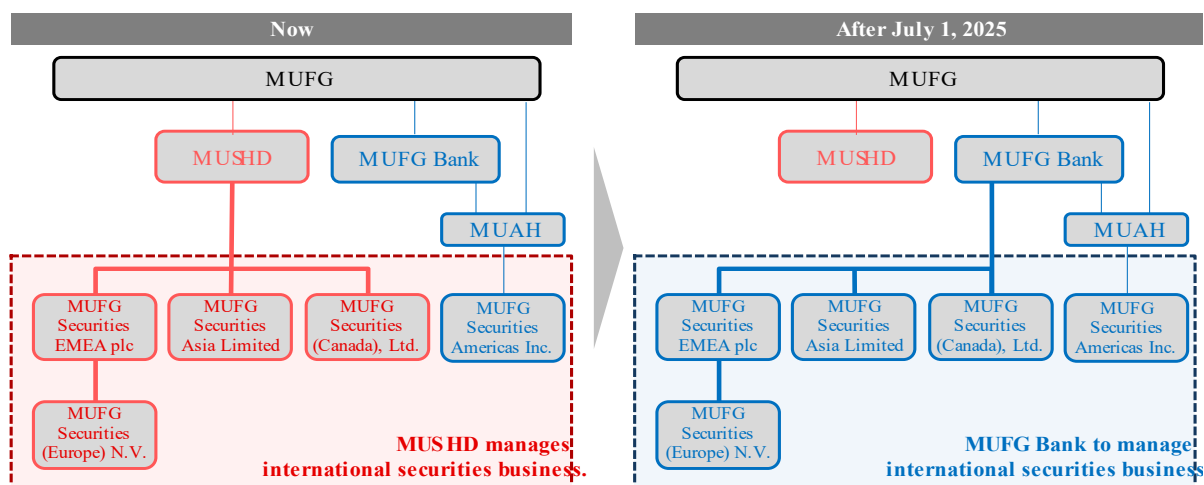 Now
MUFG
MUSHD
MUFG Bank
MUAH
MUFG
Securities
EMEA plc
MUFG
Securities
Asia Limited
MUFG
Securities
(Canada), Ltd.
MUFG
Securities
Americas Inc.
MUFG
Securities
(Europe) N.V.
MUSHD manages
international securities business.
After July 1, 2025
MUFG
MUSHD
MUFG Bank
MUAH
MUFG
Securities
EMEA plc
MUFG
Securities
Asia Limited
MUFG
Securities
(Canada), Ltd.
MUFG
Securities
Americas Inc.
MUFG
Securities
(Europe) N.V.
MUFG Bank to manage
international securities business